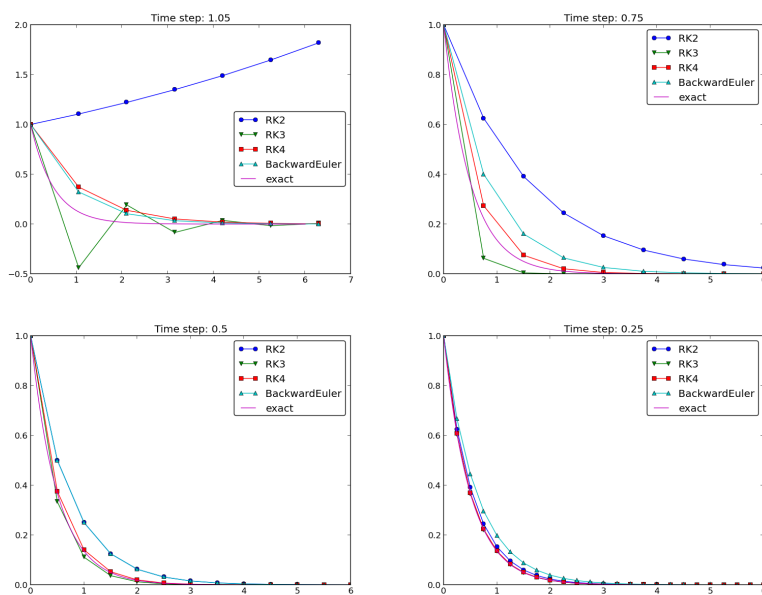 Time step: 1.05
2.0
1.5
1.0
0.5
0.0
−0.5
0 1 2 3 4 5 6 7
RK2
RK3
RK4
BackwardEuler
exact
Time step: 0.75
1.0
0.8
0.6
0.4
0.2
0.0
0 1 2 3 4 5
RK2
RK3
RK4
BackwardEuler
exact
Time step: 0.5
1.0
0.8
0.6
0.4
0.2
0.0
0 1 2 3 4 5 6
RK2
RK3
RK4
BackwardEuler
exact
Time step: 0.25
1.0
0.8
0.6
0.4
0.2
0.0
0 1 2 3 4 5 6
RK2
RK3
RK4
BackwardEuler
exact